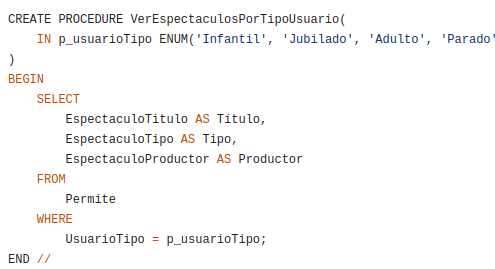 CREATE PROCEDURE VerEspectaculosPorTipoUsuario(
    IN p_usuarioTipo ENUM('Infantil', 'Jubilado', 'Adulto', 'Parado'
)
BEGIN
    SELECT
        EspectaculoTitulo AS Título,
        EspectaculoTipo AS Tipo,
        EspectaculoProductor AS Productor
    FROM
        Permite
    WHERE
        UsuarioTipo = p_usuarioTipo;
END //